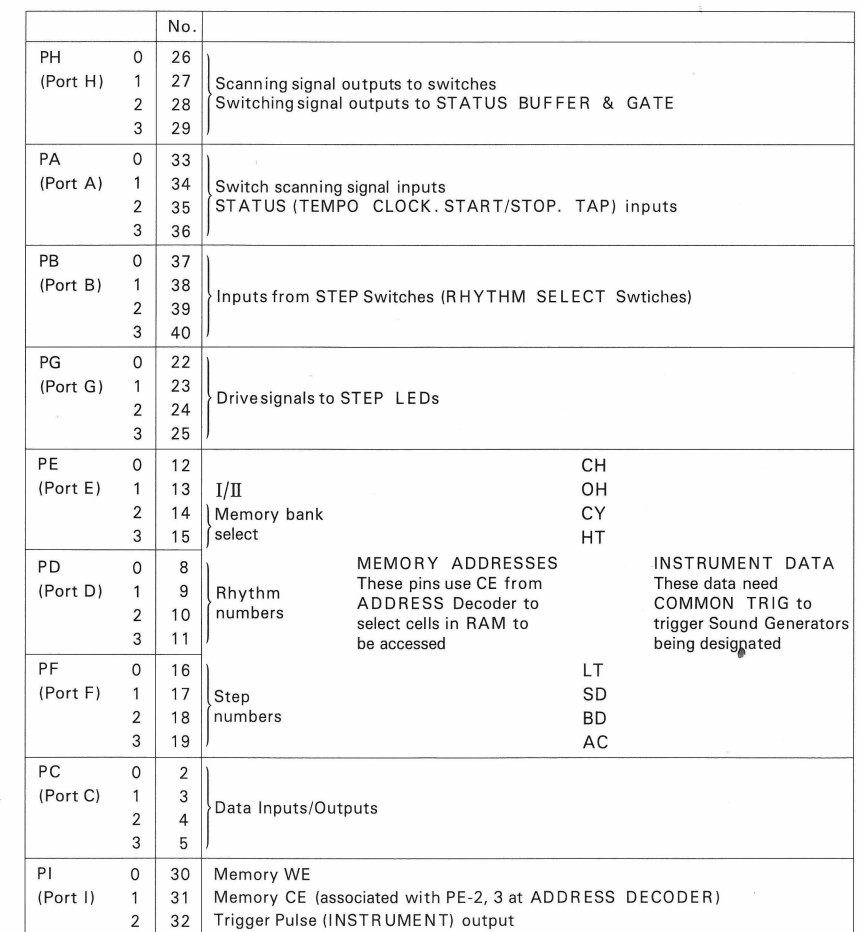 No.
PH 0 26
(Port H) 1 27 Scanning signal outputs to switches
2 28 Switching signal outputs to STATUS BUFFER & GATE
3 29
PA 0 33
(Port A) 1 34 Switch scanning signal inputs
2 35 STATUS (TEMPO CLOCK. START/STOP. TAP) inputs
3 36
PB 0 37
(Port B) 1 38 Inputs from STEP Switches (RHYTHM SELECT Swtiches)
2 39
3 40
PG 0 22
(Port G) 1 23 Drive signals to STEP LEDs
2 24
3 25
PE 0 12 CH
(Port E) 1 13 I/II OH
2 14 Memory bank CY
3 15 select HT
PD 0 8 MEMORY ADDRESSES INSTRUMENT DATA
(Port D) 1 9 Rhythm These pins use CE from These data need
2 10 numbers ADDRESS Decoder to COMMON TRIG to
select cells in RAM to trigger Sound Generators
3 11 be accessed being designated
PF 0 16 LT
(Port F) 1 17 Step SD
2 18 numbers BD
3 19 AC
PC 0 2
(Port C) 1 3 Data Inputs/Outputs
2 4
3 5
PI 0 30 Memory WE
(Port I) 1 31 Memory CE (associated with PE-2, 3 at ADDRESS DECODER)
2 32 Trigger Pulse (INSTRUMENT) output